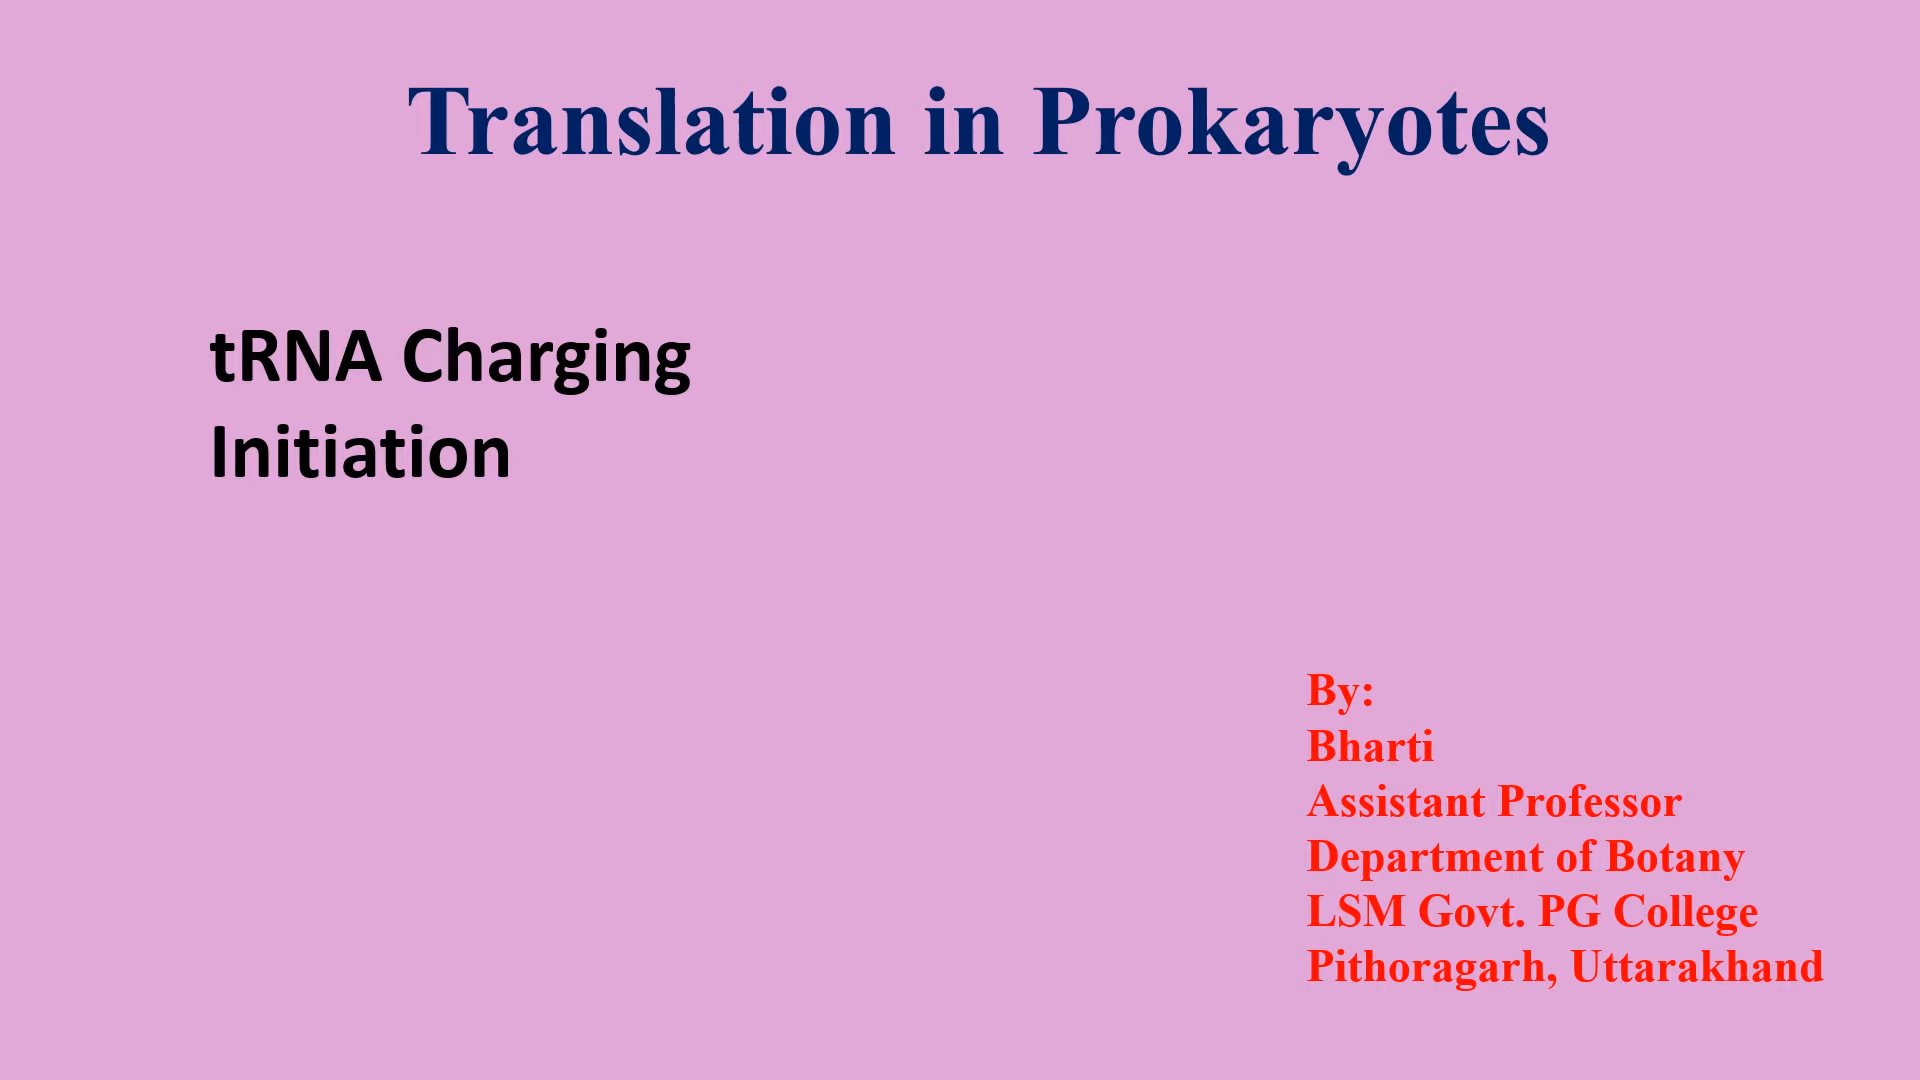 Translation in Prokaryotes
tRNA Charging
Initiation
By:
Bharti
Assistant Professor
Department of Botany
LSM Govt. PG College
Pithoragarh, Uttarakhand